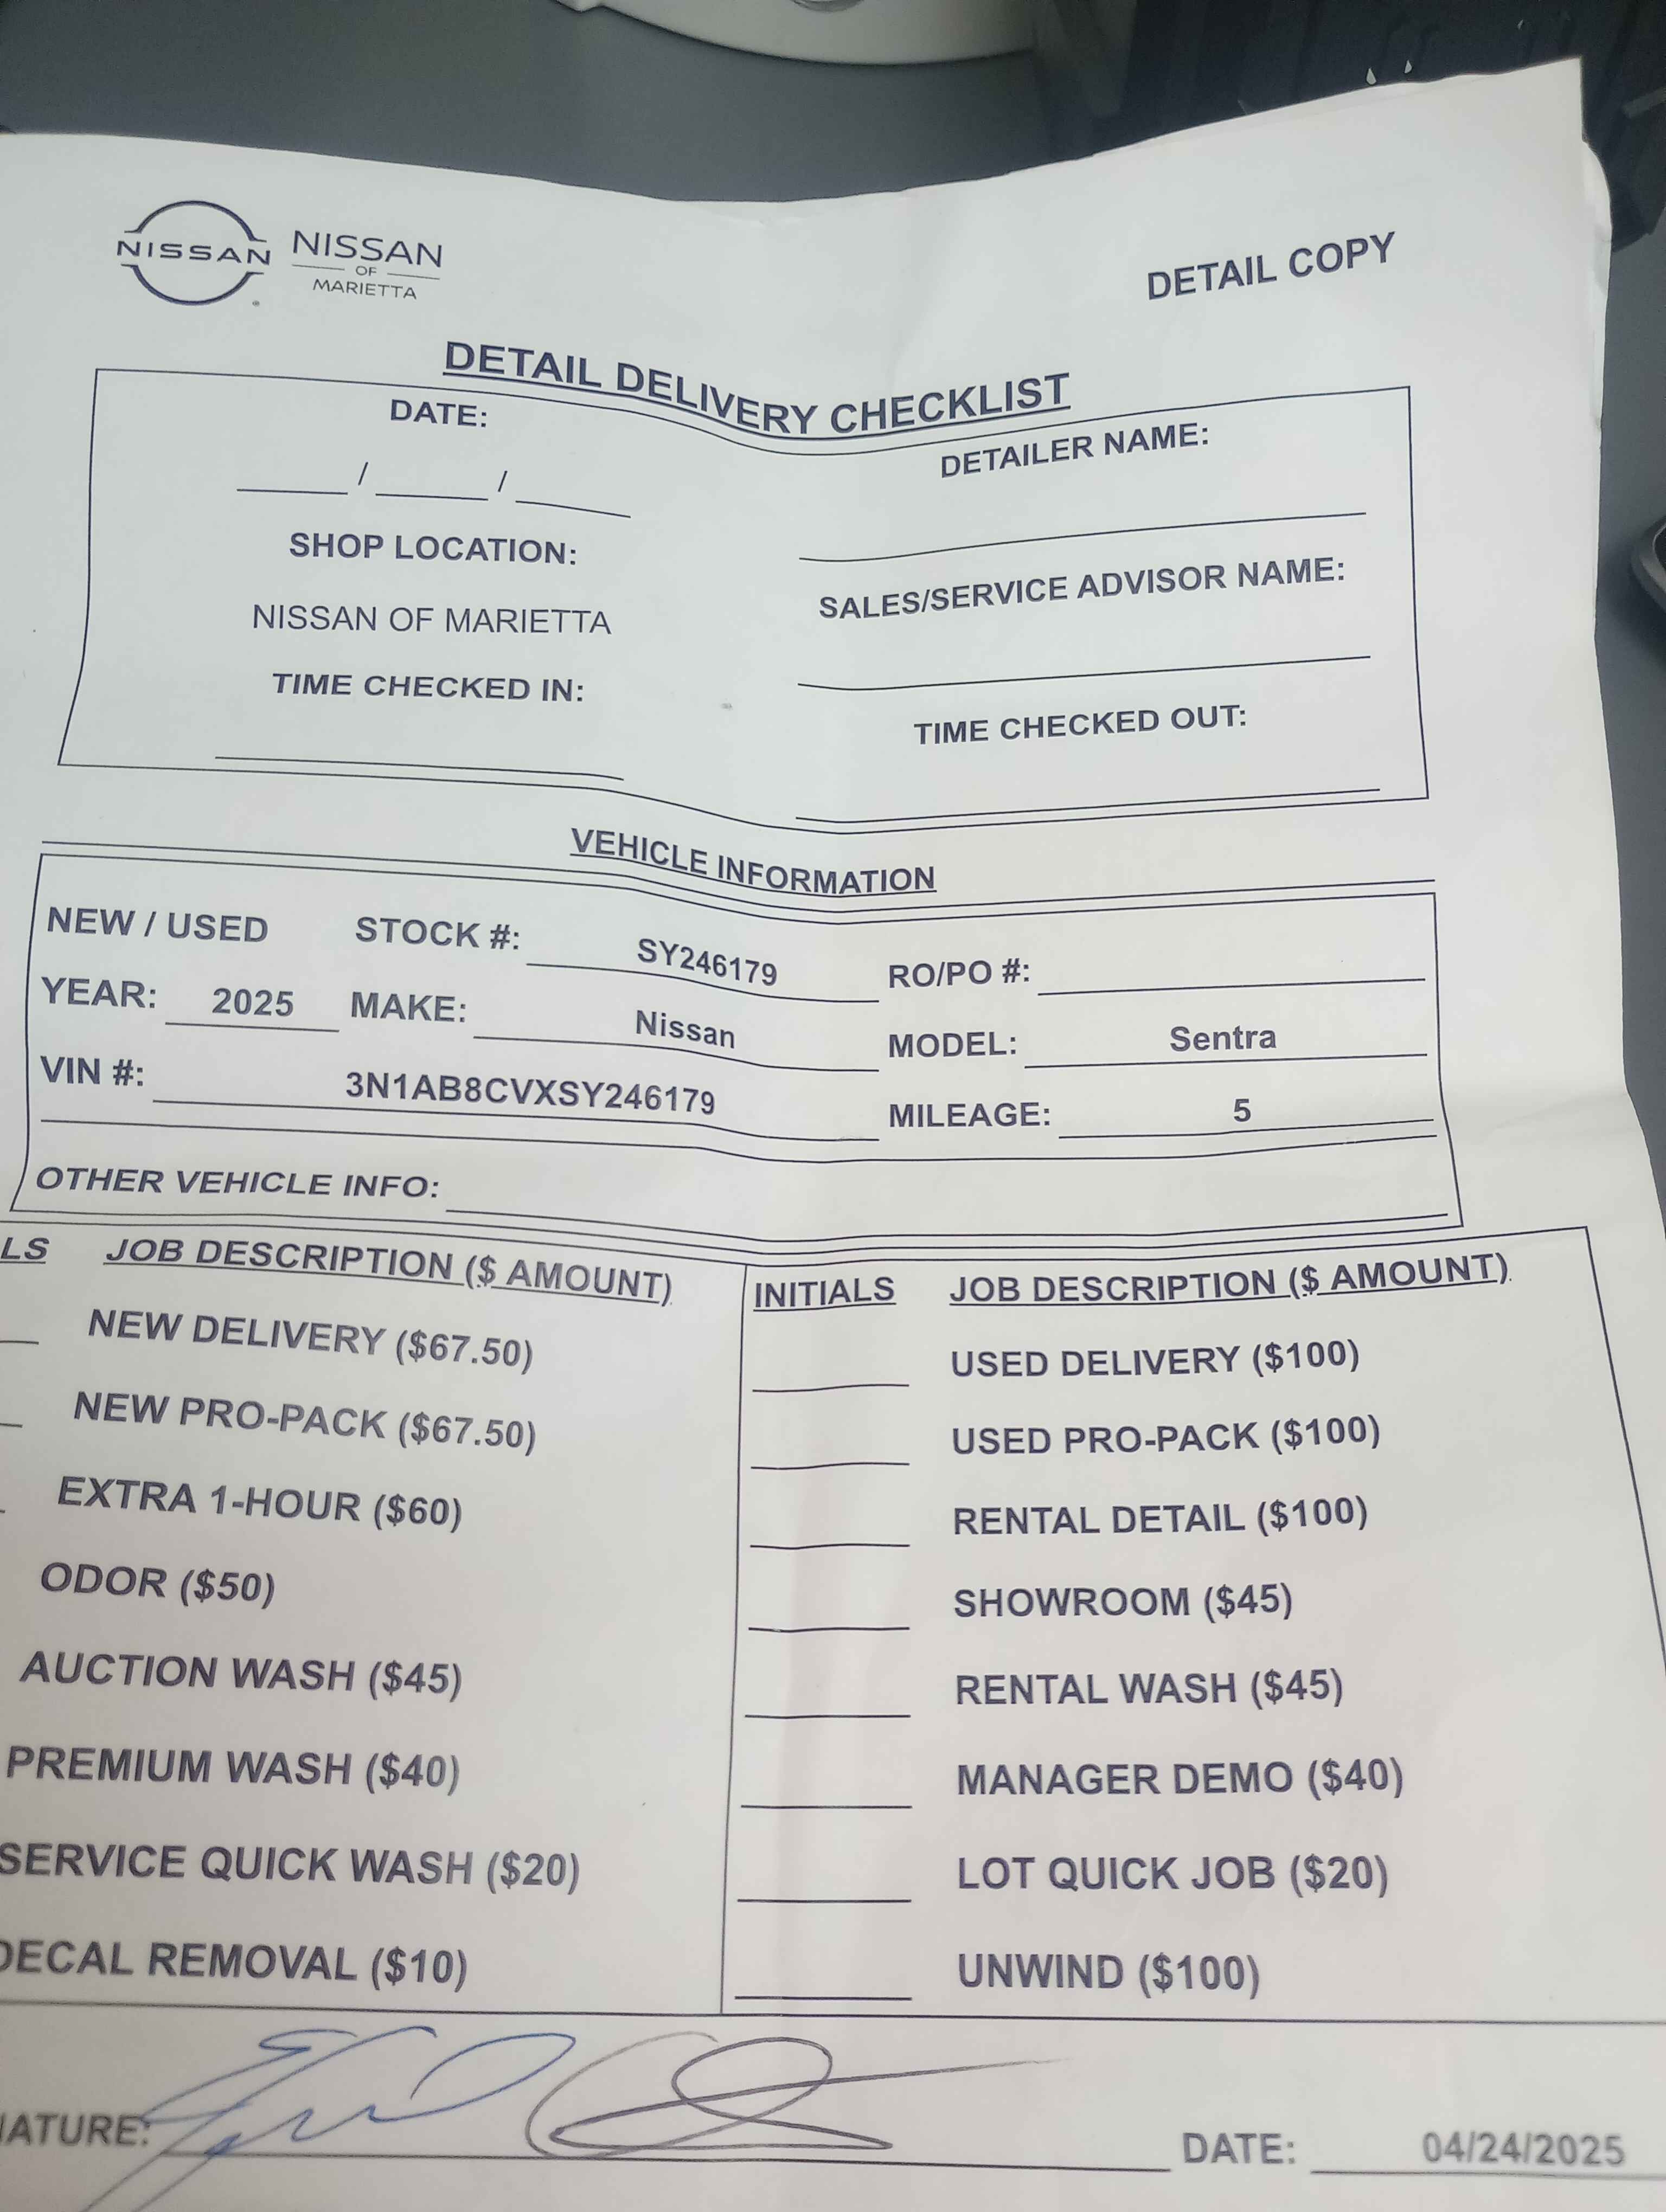 NISSAN
NISSAN
OF
MARIETTA
DETAIL COPY
DETAIL DELIVERY CHECKLIST
DATE:
DETAILER NAME:
/ /
SHOP LOCATION:
SALES/SERVICE ADVISOR NAME:
NISSAN OF MARIETTA
TIME CHECKED IN:
TIME CHECKED OUT:
VEHICLE INFORMATION
NEW / USED STOCK #: SY246179 RO/PO #:
YEAR: 2025 MAKE: Nissan MODEL: Sentra
VIN #: 3N1AB8CVXSY246179 MILEAGE: 5
OTHER VEHICLE INFO:
LS JOB DESCRIPTION ($ AMOUNT) INITIALS JOB DESCRIPTION ($ AMOUNT)
NEW DELIVERY ($67.50) USED DELIVERY ($100)
NEW PRO-PACK ($67.50) USED PRO-PACK ($100)
EXTRA 1-HOUR ($60) RENTAL DETAIL ($100)
ODOR ($50) SHOWROOM ($45)
AUCTION WASH ($45) RENTAL WASH ($45)
PREMIUM WASH ($40) MANAGER DEMO ($40)
SERVICE QUICK WASH ($20) LOT QUICK JOB ($20)
DECAL REMOVAL ($10) UNWIND ($100)
NATURE: DATE: 04/24/2025